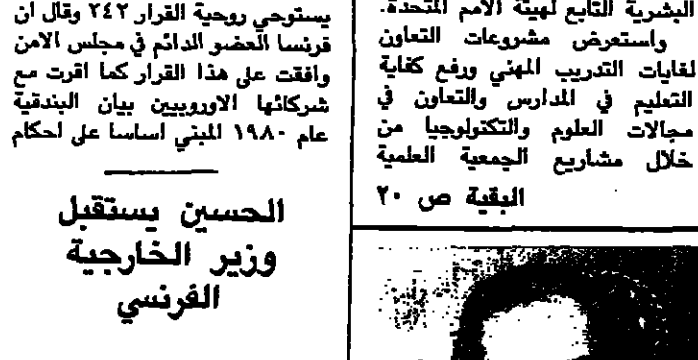 البشرية التابع لهيئة الأمم المتحدة.
واستعرض مشروعات التعاون
لغايات التدريب المهني ورفع كفاية
التعليم في المدارس والتعاون في
مجالات العلوم والتكنولوجيا من
خلال مشاريع الجمعية العلمية
البقية ص ٢٠
يستوحي روحية القرار ٢٤٢ وقال ان
فرنسا العضو الدائم في مجلس الامن
وافقت على هذا القرار كما اقرت مع
شركائها الاوروبيين بيان البندقية
عام ١٩٨٠ المبني اساسا على احكام
الحسين يستقبل
وزير الخارجية
الفرنسي